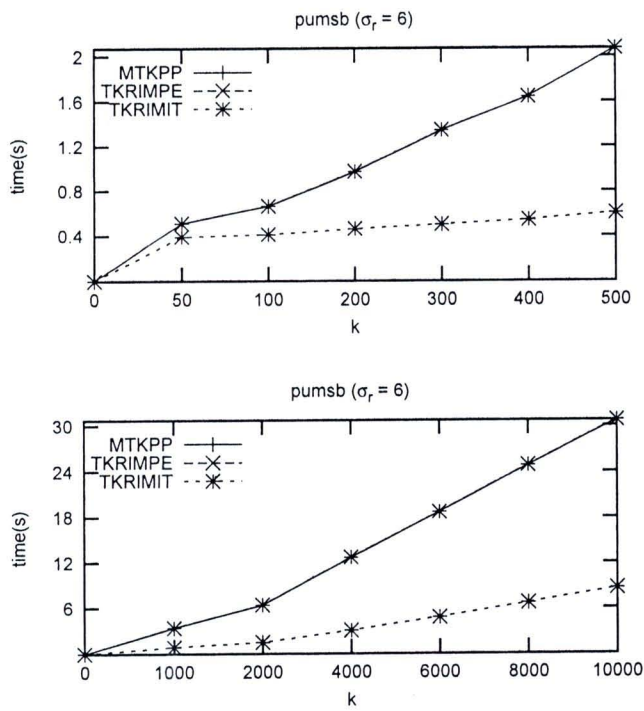 pumsb (σr = 6)
2
1.6
1.2
0.8
0.4
time(s)
MTKPP
TKRIMPE
TKRIMIT
0 50 100 200 300 400 500
k
pumsb (σr = 6)
30
24
18
12
6
time(s)
MTKPP
TKRIMPE
TKRIMIT
0 1000 2000 4000 6000 8000 10000
k